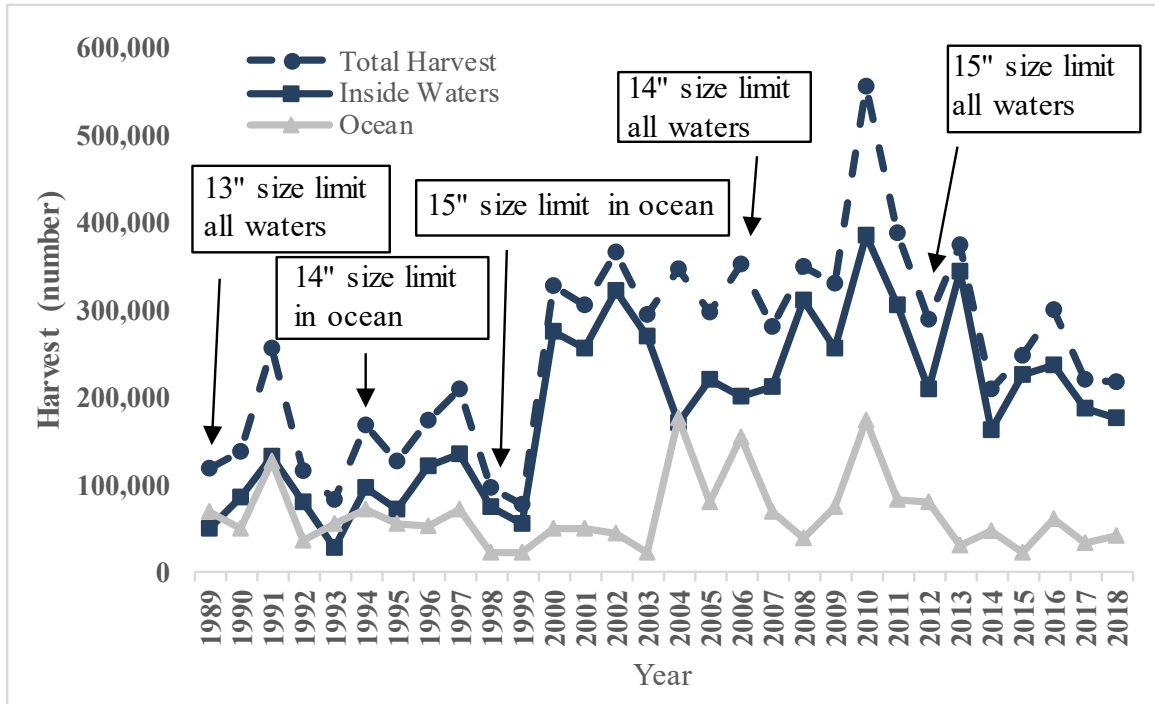 600,000
500,000
400,000
300,000
200,000
100,000
0
Harvest (number)
Total Harvest
Inside Waters
Ocean
13" size limit
all waters
14" size limit
in ocean
15" size limit in ocean
14" size limit
all waters
15" size limit
all waters
1989
1990
1991
1992
1993
1994
1995
1996
1997
1998
1999
2000
2001
2002
2003
2004
2005
2006
2007
2008
2009
2010
2011
2012
2013
2014
2015
2016
2017
2018
Year